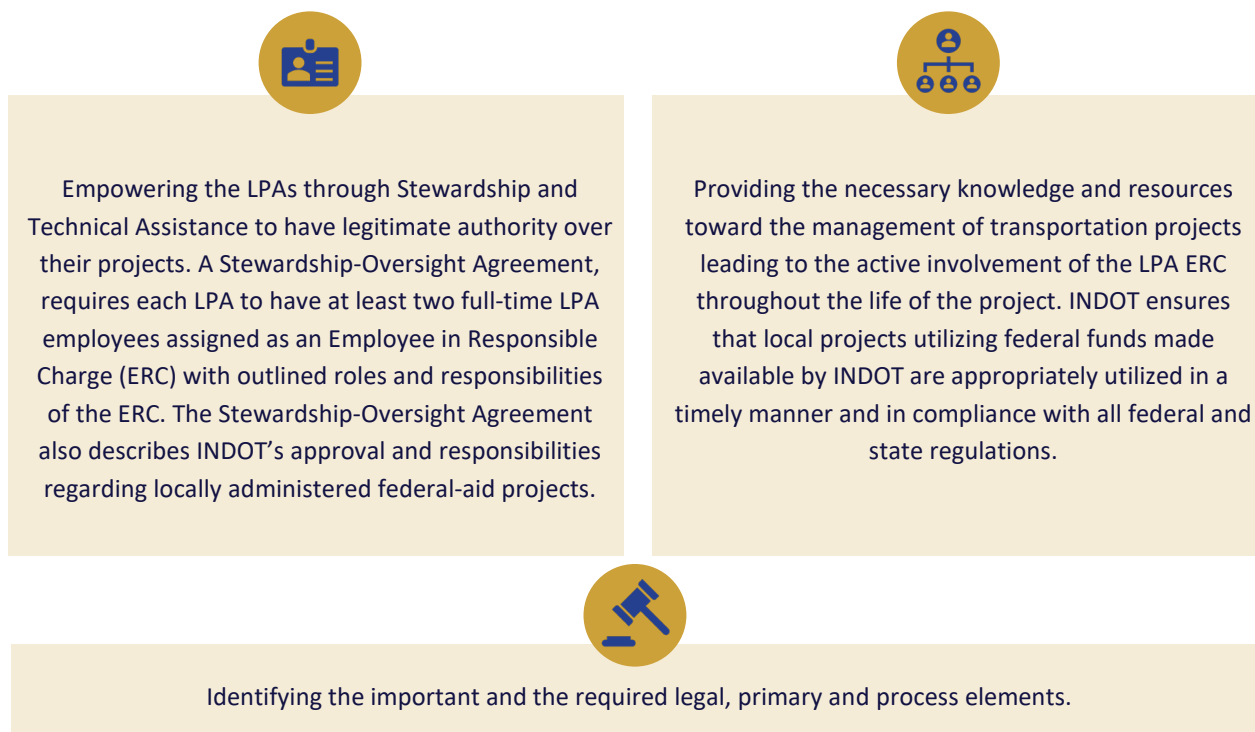 Empowering the LPAs through Stewardship and
Technical Assistance to have legitimate authority over
their projects. A Stewardship-Oversight Agreement,
requires each LPA to have at least two full-time LPA
employees assigned as an Employee in Responsible
Charge (ERC) with outlined roles and responsibilities
of the ERC. The Stewardship-Oversight Agreement
also describes INDOT’s approval and responsibilities
regarding locally administered federal-aid projects.
Providing the necessary knowledge and resources
toward the management of transportation projects
leading to the active involvement of the LPA ERC
throughout the life of the project. INDOT ensures
that local projects utilizing federal funds made
available by INDOT are appropriately utilized in a
timely manner and in compliance with all federal and
state regulations.
Identifying the important and the required legal, primary and process elements.